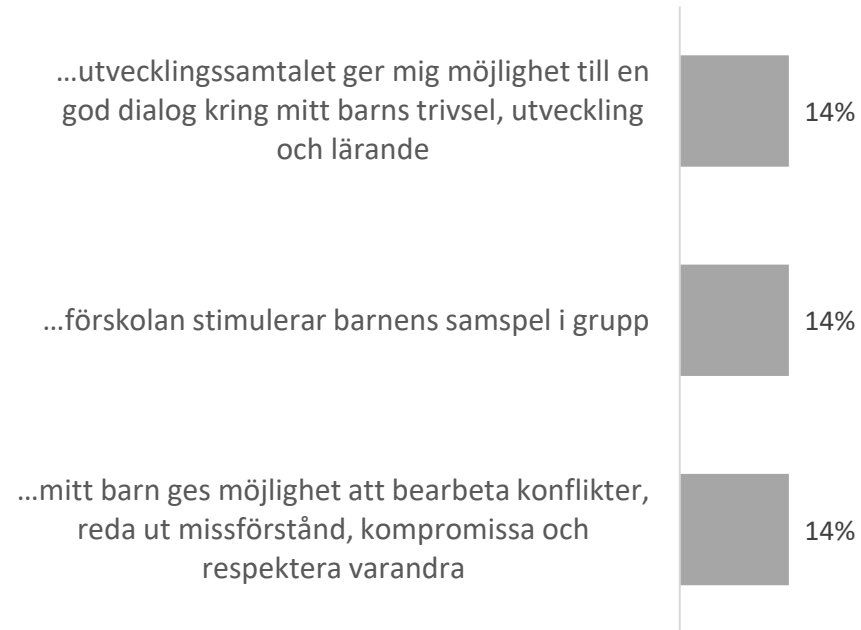 …utvecklingssamtalet ger mig möjlighet till en
god dialog kring mitt barns trivsel, utveckling
och lärande
14%
…förskolan stimulerar barnens samspel i grupp
14%
…mitt barn ges möjlighet att bearbeta konflikter,
reda ut missförstånd, kompromissa och
respektera varandra
14%